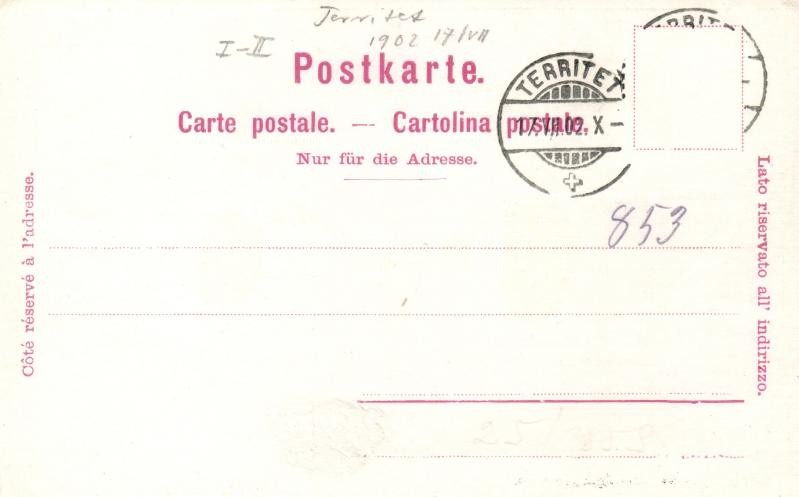 Territet
1902 17/VII
I-II
Postkarte.
TERRITET
17.VII.02.X-
Carte postale. — Cartolina postale.
Nur für die Adresse.
853
Côté réservé à l'adresse.
Lato riservato all' indirizzo.